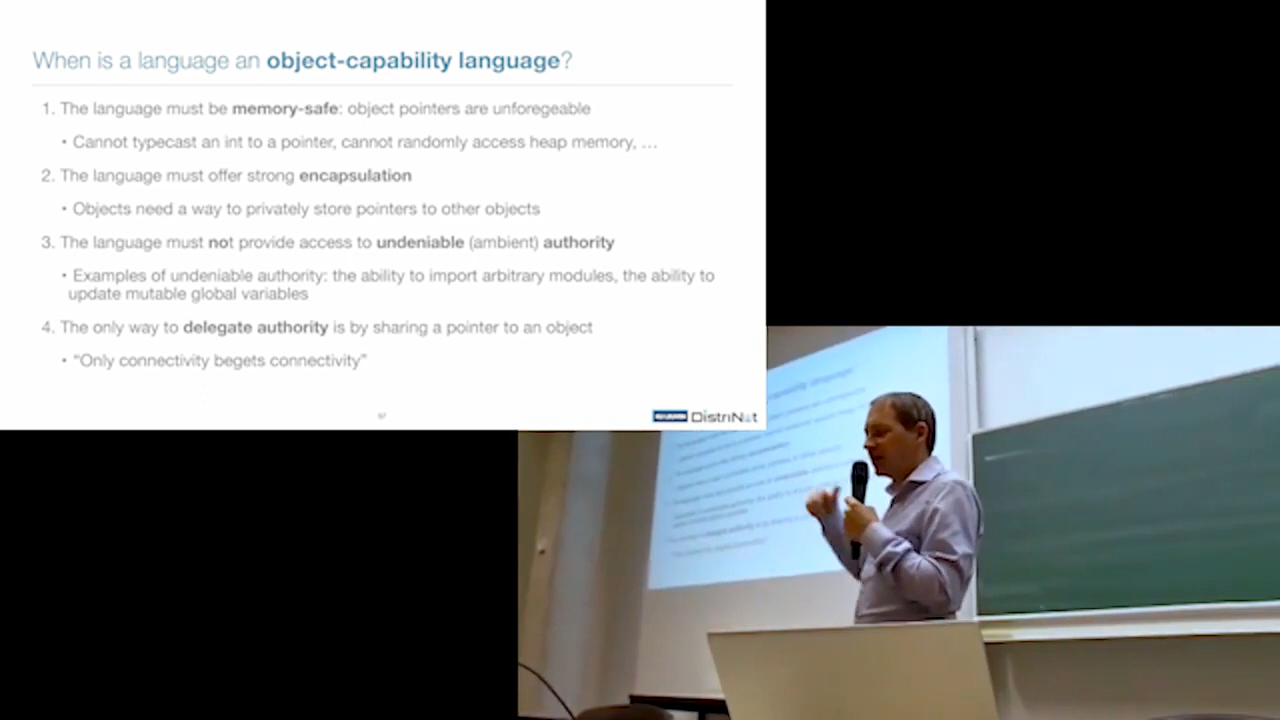 When is a language an object-capability language?
1. The language must be memory-safe: object pointers are unforegeable
• Cannot typecast an int to a pointer, cannot randomly access heap memory, …
2. The language must offer strong encapsulation
• Objects need a way to privately store pointers to other objects
3. The language must not provide access to undeniable (ambient) authority
• Examples of undeniable authority: the ability to import arbitrary modules, the ability to
update mutable global variables
4. The only way to delegate authority is by sharing a pointer to an object
• “Only connectivity begets connectivity”
DistriNet